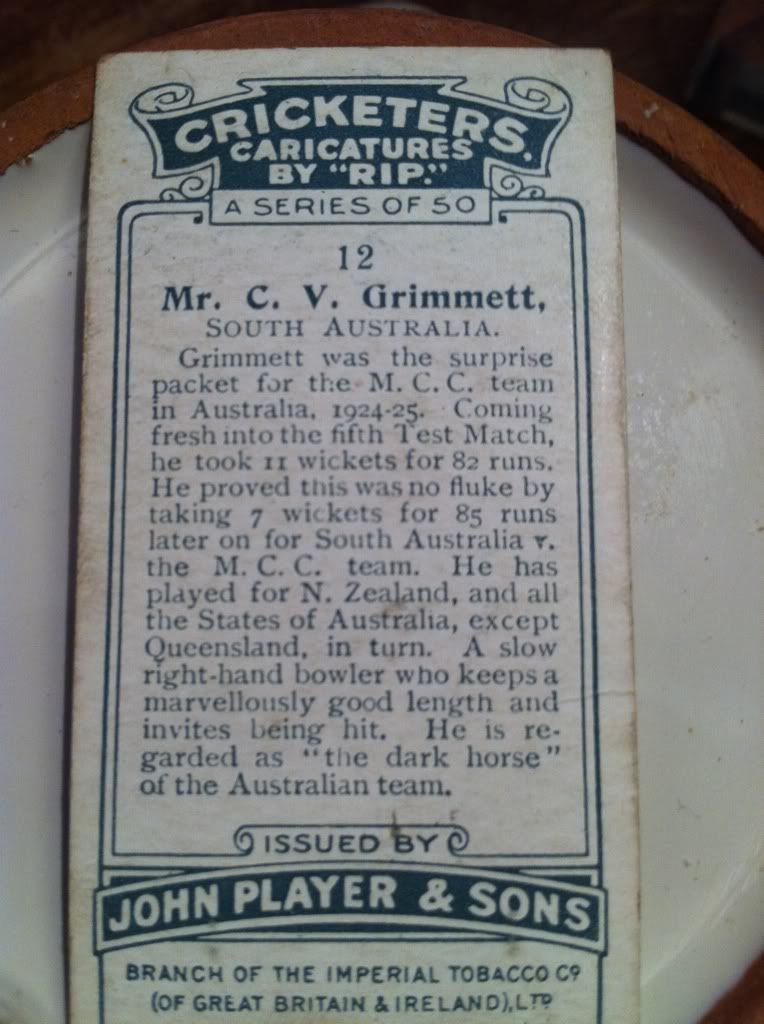 CRICKETERS,
CARICATURES
BY "RIP."
A SERIES OF 50
12
Mr. C. V. Grimmett,
SOUTH AUSTRALIA.
Grimmett was the surprise
packet for the M. C. C. team
in Australia, 1924-25. Coming
fresh into the fifth Test Match,
he took 11 wickets for 82 runs.
He proved this was no fluke by
taking 7 wickets for 85 runs
later on for South Australia v.
the M. C. C. team. He has
played for N. Zealand, and all
the States of Australia, except
Queensland, in turn. A slow
right-hand bowler who keeps a
marvellously good length and
invites being hit. He is re-
garded as "the dark horse"
of the Australian team.
ISSUED BY
JOHN PLAYER & SONS
BRANCH OF THE IMPERIAL TOBACCO CO
(OF GREAT BRITAIN & IRELAND), LTD